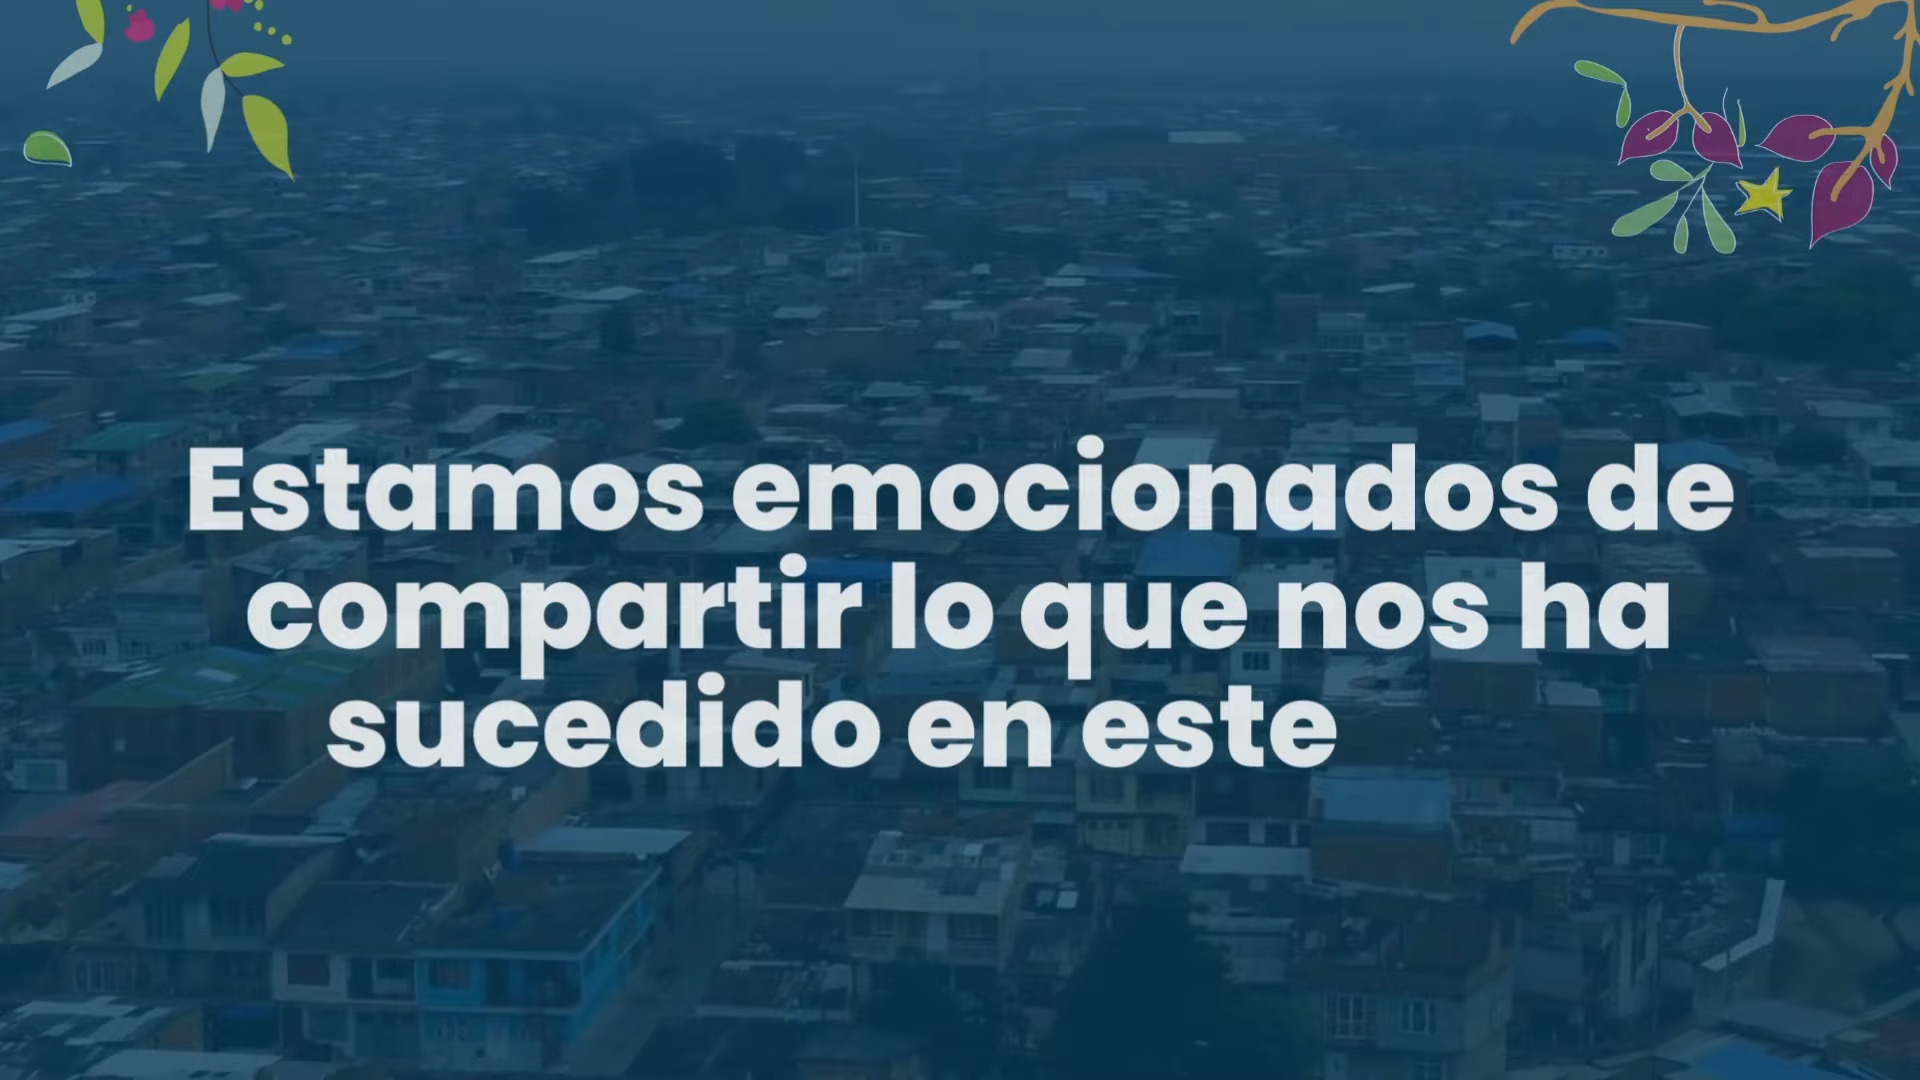 Estamos emocionados de
compartir lo que nos ha
sucedido en este